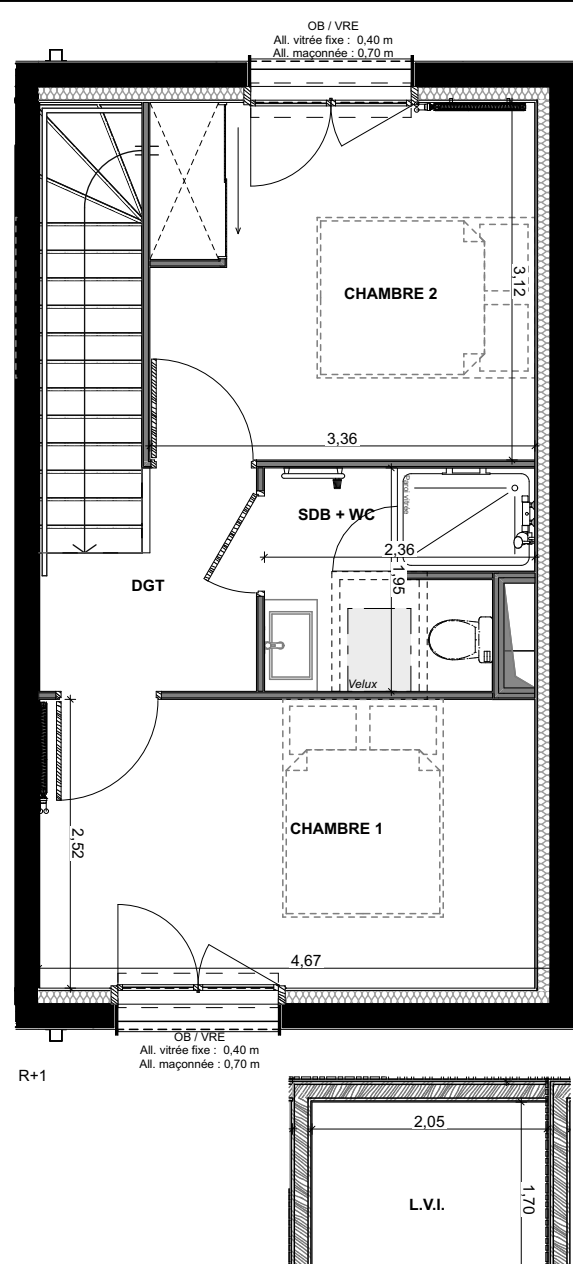 OB / VRE
All. vitrée fixe : 0,40 m
All. maçonnée : 0,70 m
CHAMBRE 2
3,12
3,36
Paroi vitrée
SDB + WC
2,36
1,95
DGT
Velux
CHAMBRE 1
2,52
4,67
OB / VRE
All. vitrée fixe : 0,40 m
All. maçonnée : 0,70 m
R+1
2,05
1,70
L.V.I.